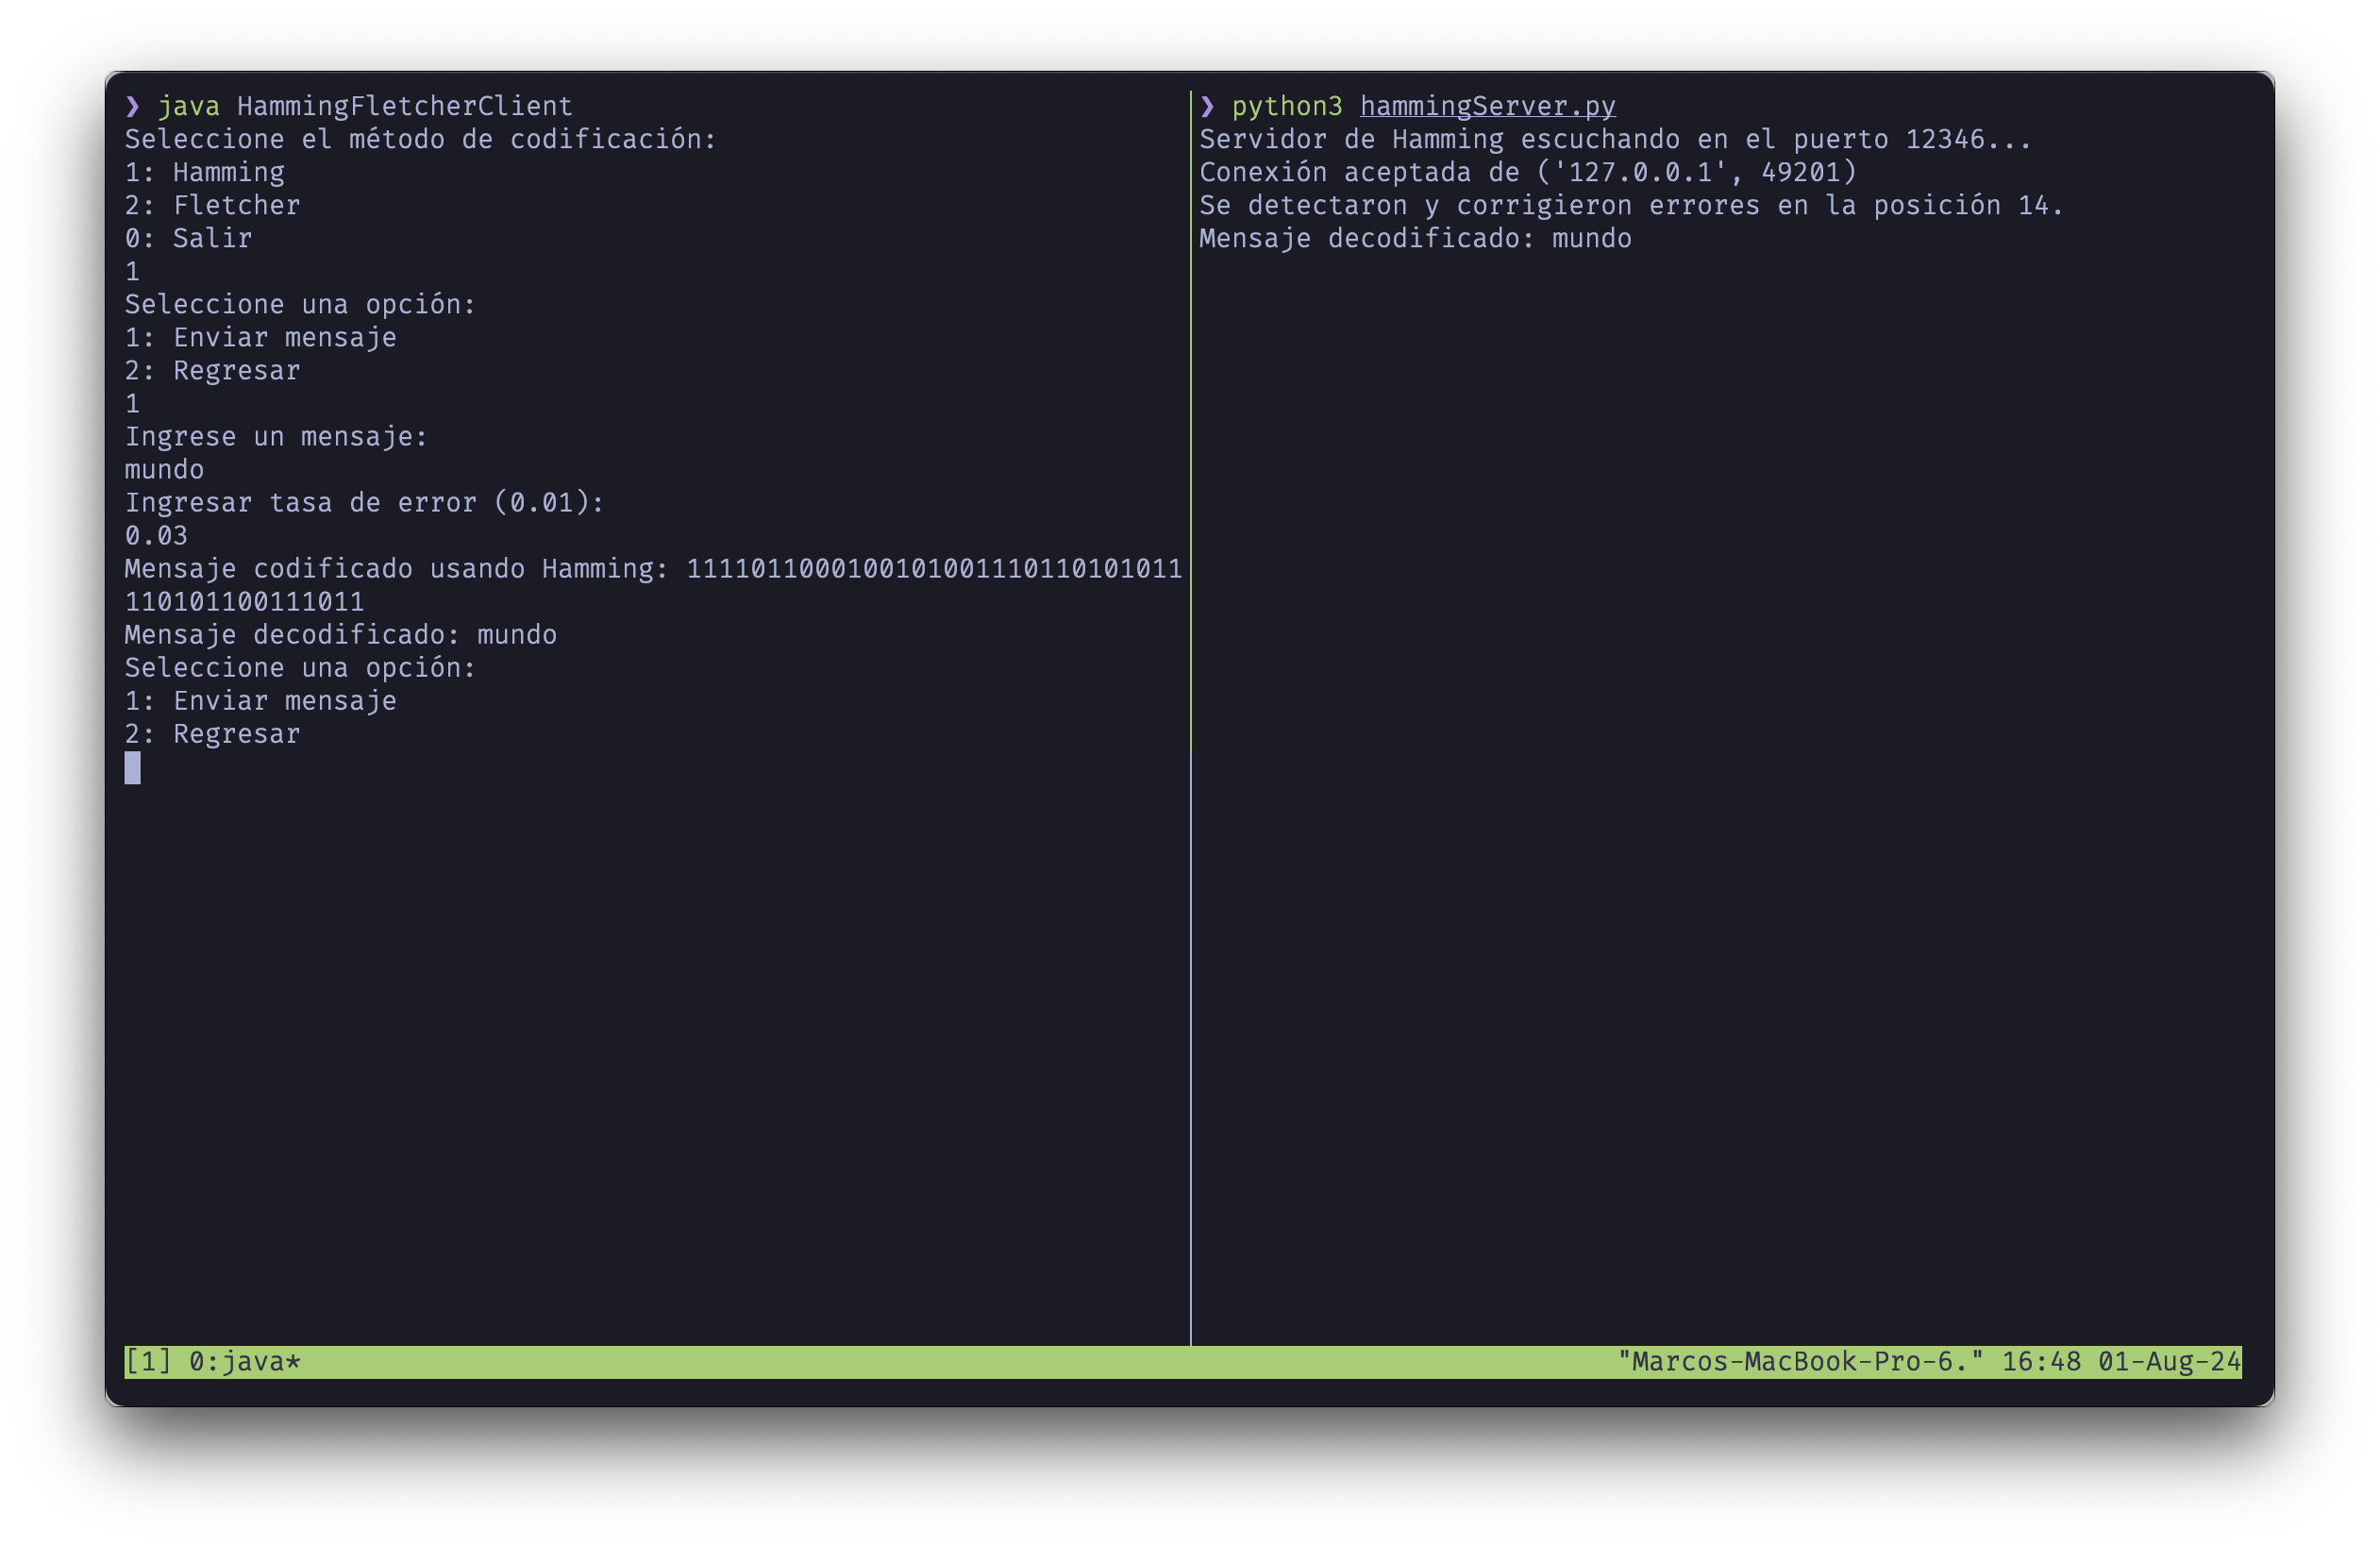 ❯ java HammingFletcherClient
Seleccione el método de codificación:
1: Hamming
2: Fletcher
0: Salir
1
Seleccione una opción:
1: Enviar mensaje
2: Regresar
1
Ingrese un mensaje:
mundo
Ingresar tasa de error (0.01):
0.03
Mensaje codificado usando Hamming: 1111011000100101001110110101011
110101100111011
Mensaje decodificado: mundo
Seleccione una opción:
1: Enviar mensaje
2: Regresar
❯ python3 hammingServer.py
Servidor de Hamming escuchando en el puerto 12346...
Conexión aceptada de ('127.0.0.1', 49201)
Se detectaron y corrigieron errores en la posición 14.
Mensaje decodificado: mundo
[1] 0:java* "Marcos-MacBook-Pro-6." 16:48 01-Aug-24